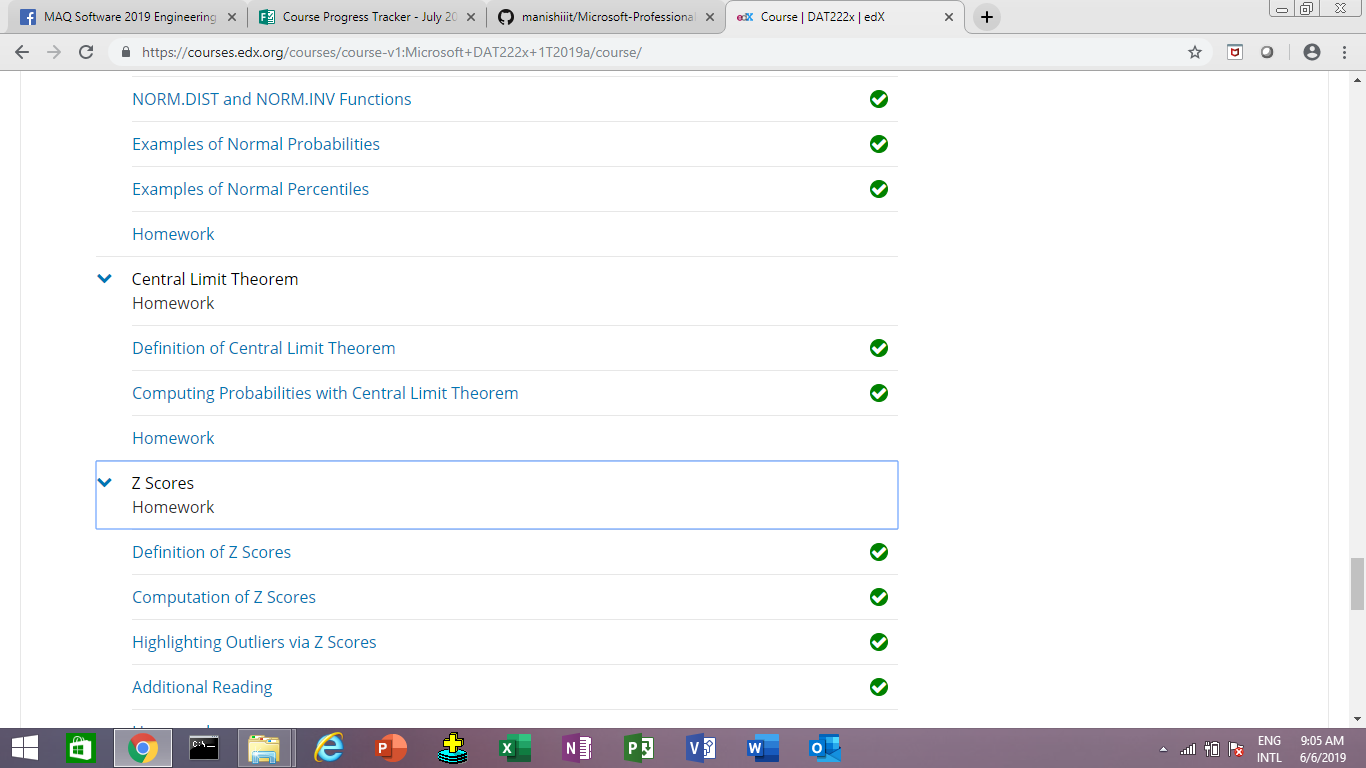 MAQ Software 2019 Engineering
Course Progress Tracker - July 20
manishiiit/Microsoft-Professional
edX Course | DAT222x | edX
https://courses.edx.org/courses/course-v1:Microsoft+DAT222x+1T2019a/course/
NORM.DIST and NORM.INV Functions
Examples of Normal Probabilities
Examples of Normal Percentiles
Homework
Central Limit Theorem
Homework
Definition of Central Limit Theorem
Computing Probabilities with Central Limit Theorem
Homework
Z Scores
Homework
Definition of Z Scores
Computation of Z Scores
Highlighting Outliers via Z Scores
Additional Reading
ENG 9:05 AM
INTL 6/6/2019